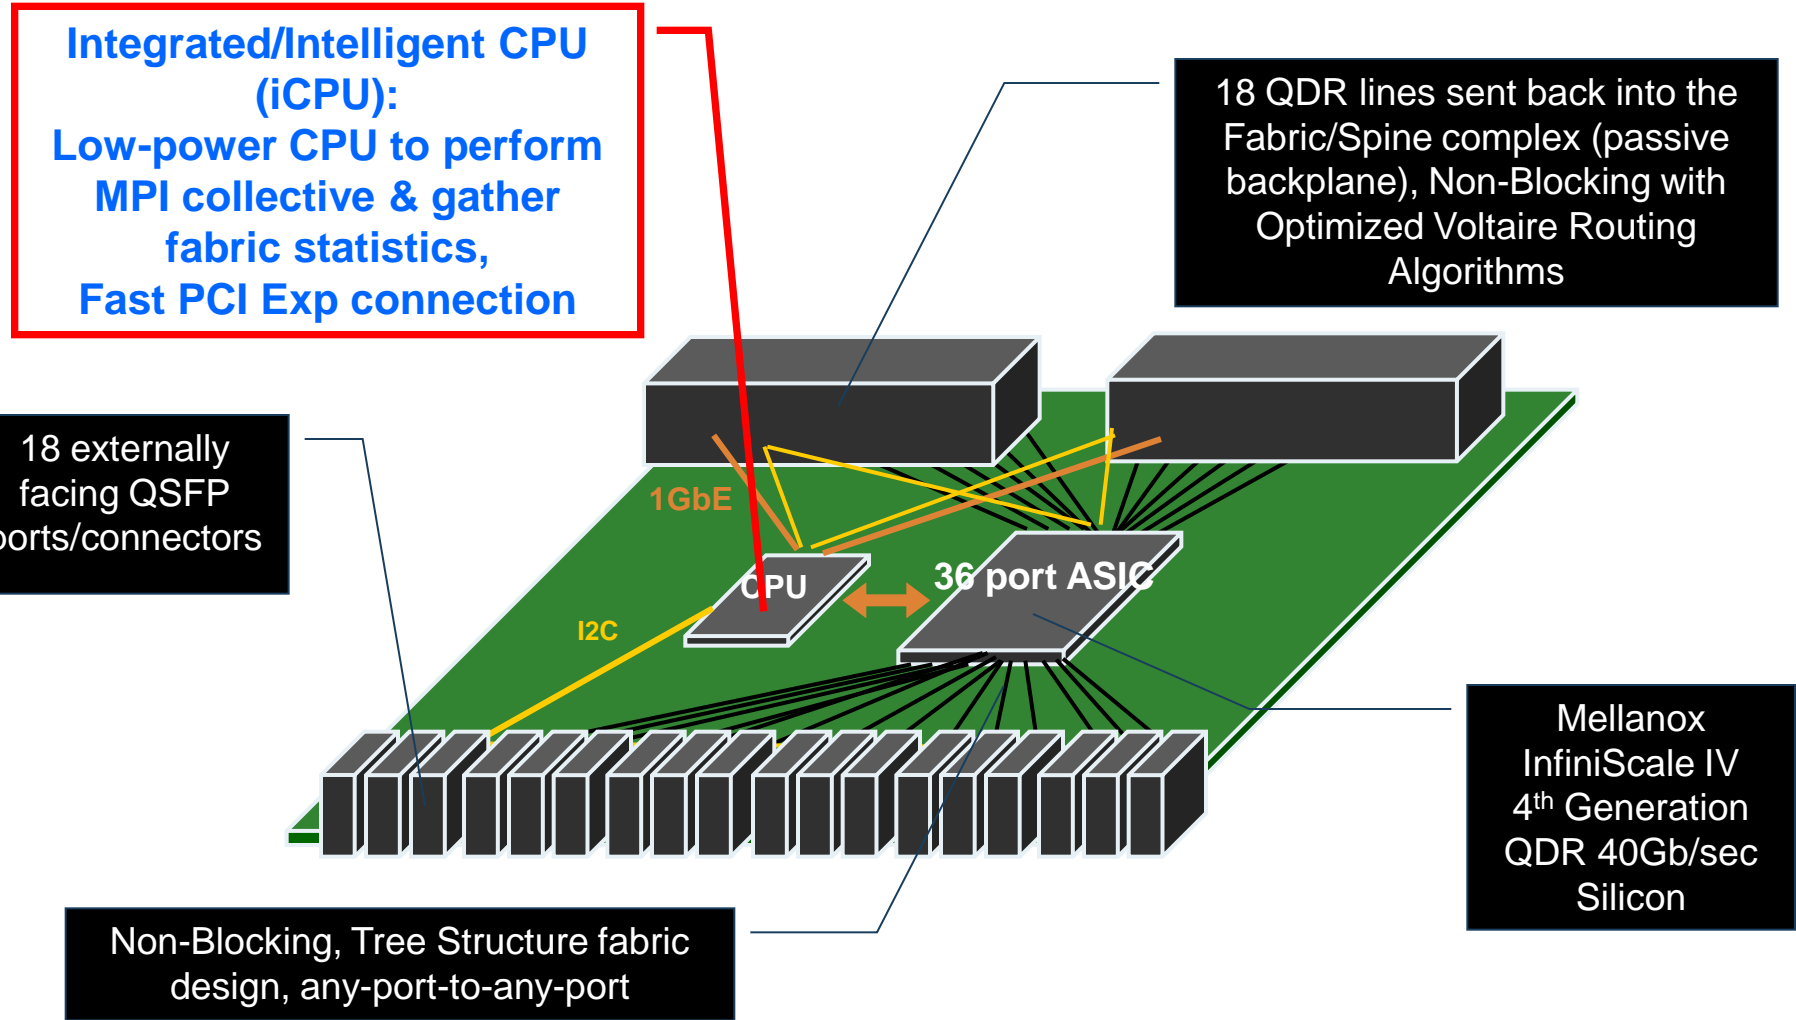 Integrated/Intelligent CPU
(iCPU):
Low-power CPU to perform
MPI collective & gather
fabric statistics,
Fast PCI Exp connection
18 QDR lines sent back into the
Fabric/Spine complex (passive
backplane), Non-Blocking with
Optimized Voltaire Routing
Algorithms
18 externally
facing QSFP
ports/connectors
1GbE
CPU
36 port ASIC
I2C
Mellanox
InfiniScale IV
4th Generation
QDR 40Gb/sec
Silicon
Non-Blocking, Tree Structure fabric
design, any-port-to-any-port